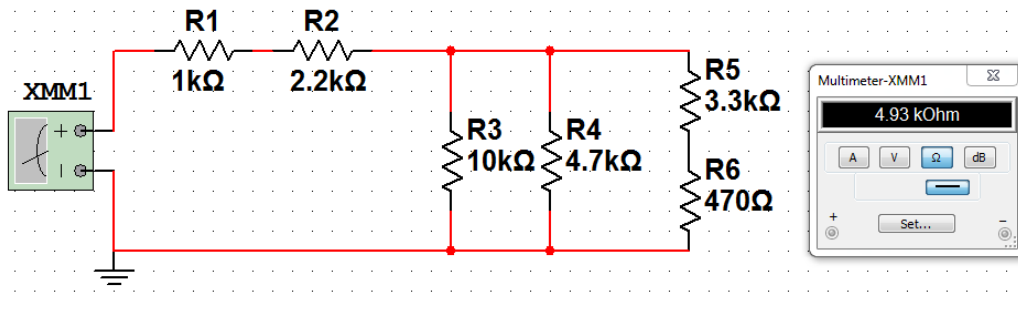 R1
1kΩ
R2
2.2kΩ
XMM1
+
R3
10kΩ
R4
4.7kΩ
R5
3.3kΩ
R6
470Ω
Multimeter-XMM1
4.93 kOhm
A V Ω dB
+ Set... −